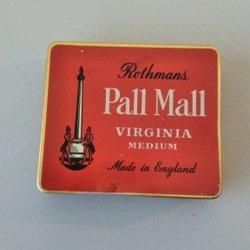 Rothmans
Pall Mall
VIRGINIA
MEDIUM
Made in England